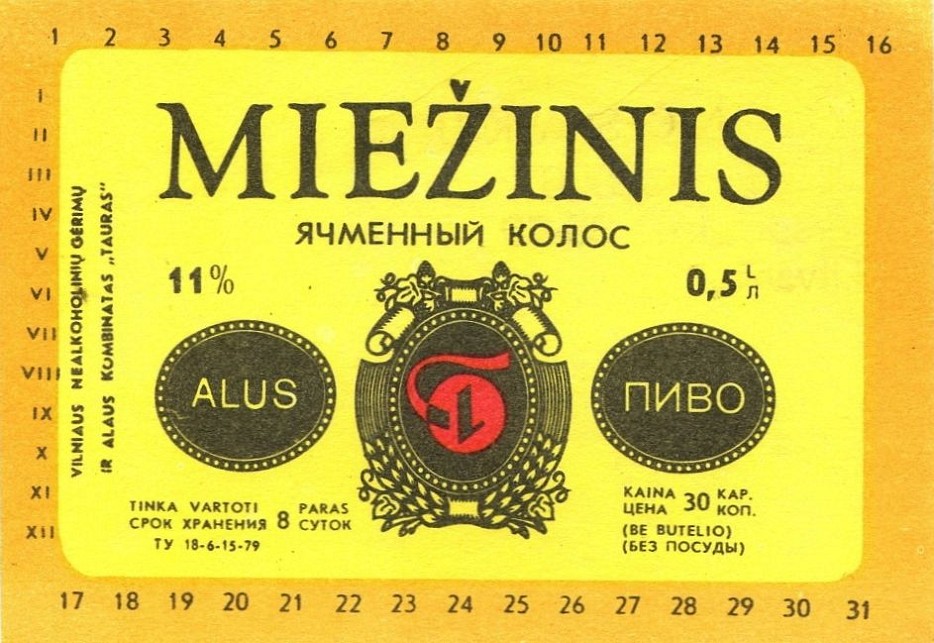 1 2 3 4 5 6 7 8 9 10 11 12 13 14 15 16
I
II
III
IV
V
VI
VII
VIII
IX
X
XI
XII
VILNIAUS NEALKOHOLINIŲ GĖRIMŲ
IR ALAUS KOMBINATAS „TAURAS“
MIEŽINIS
ЯЧМЕННЫЙ КОЛОС
11%
0,5 L Л
ALUS
ПИВО
TINKA VARTOTI 8 PARAS
СРОК ХРАНЕНИЯ СУТОК
ТУ 18-6-15-79
KAINA 30 KAP.
ЦЕНА КОП.
(BE BUTELIO)
(БЕЗ ПОСУДЫ)
17 18 19 20 21 22 23 24 25 26 27 28 29 30 31